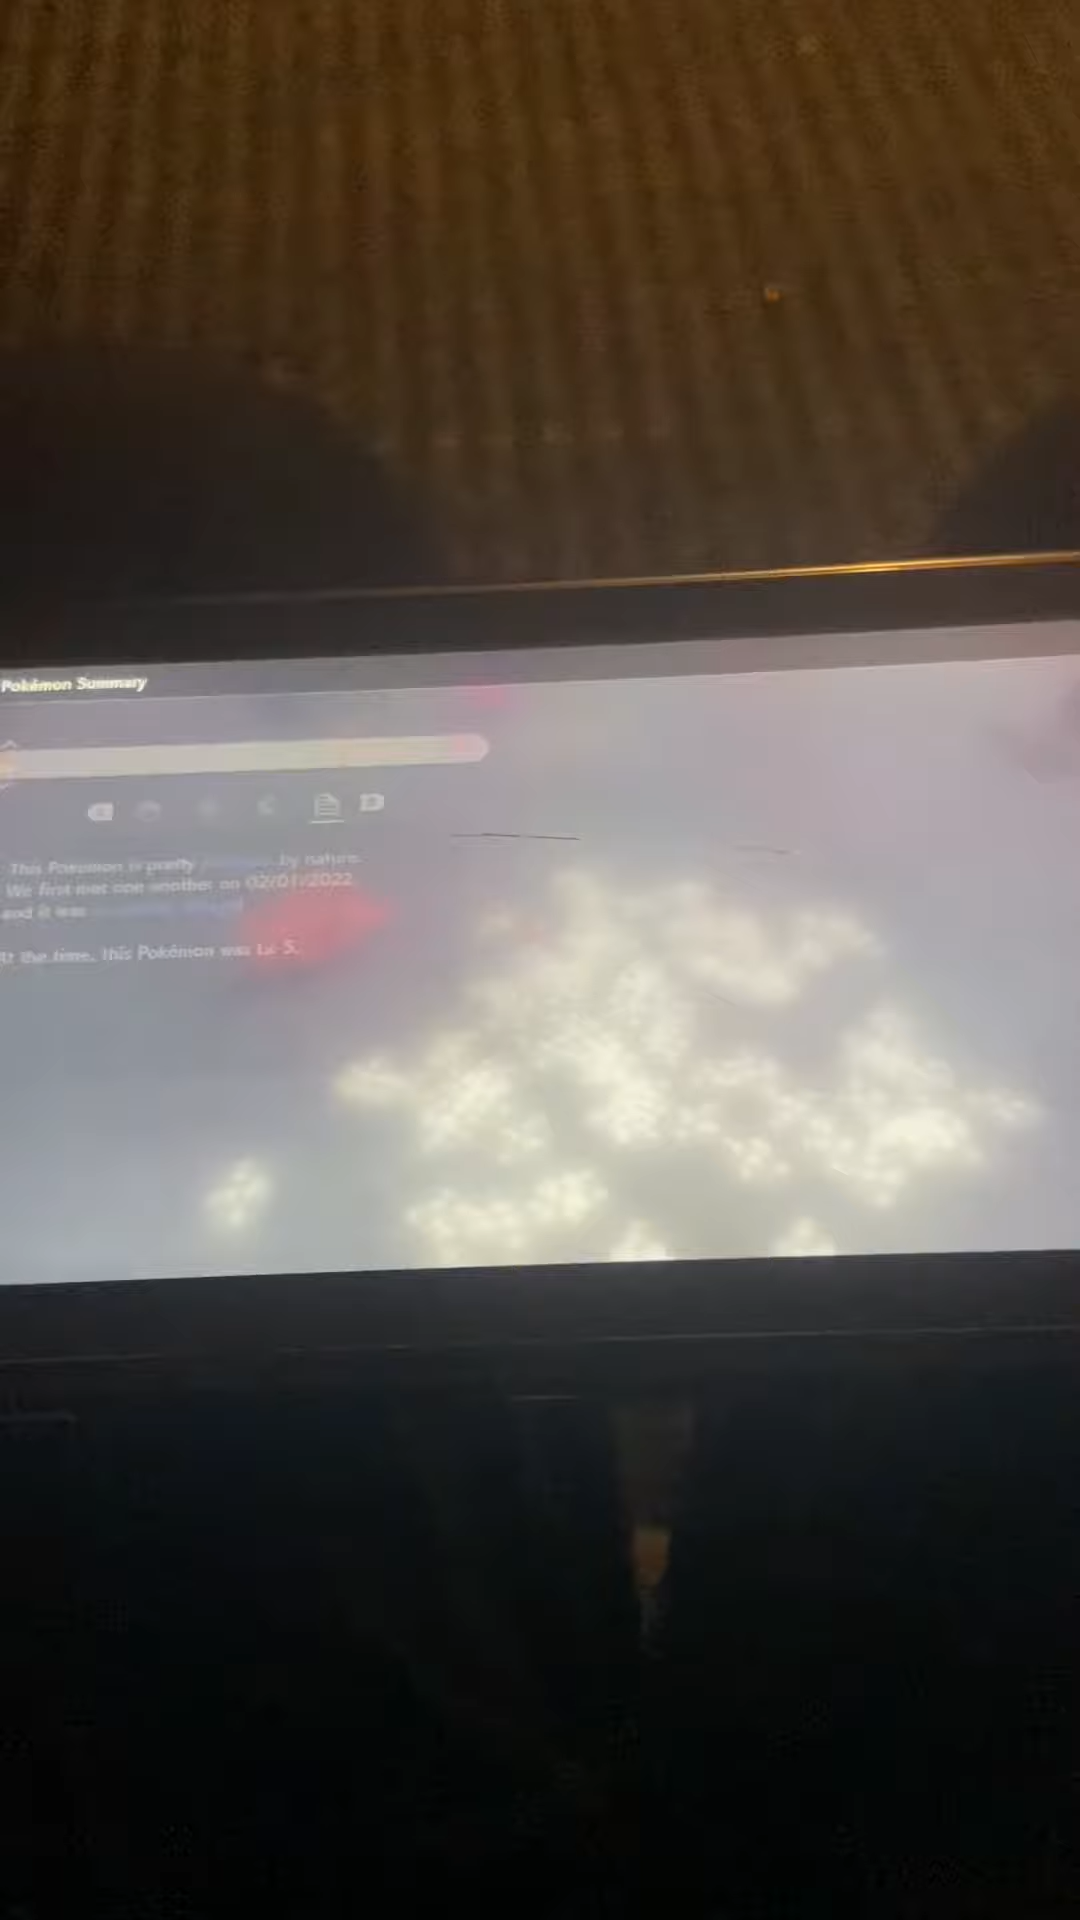 Pokémon Summary
This Pokémon is pretty by nature.
We first met one another on 02/01/2022
and it was
At the time, this Pokémon was Lv. 5.